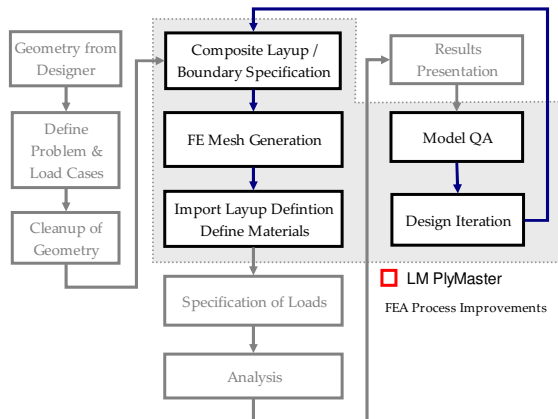 Geometry from
Designer
Define
Problem &
Load Cases
Cleanup of
Geometry
Composite Layup /
Boundary Specification
FE Mesh Generation
Import Layup Defintion
Define Materials
Specification of Loads
Analysis
Results
Presentation
Model QA
Design Iteration
LM PlyMaster
FEA Process Improvements